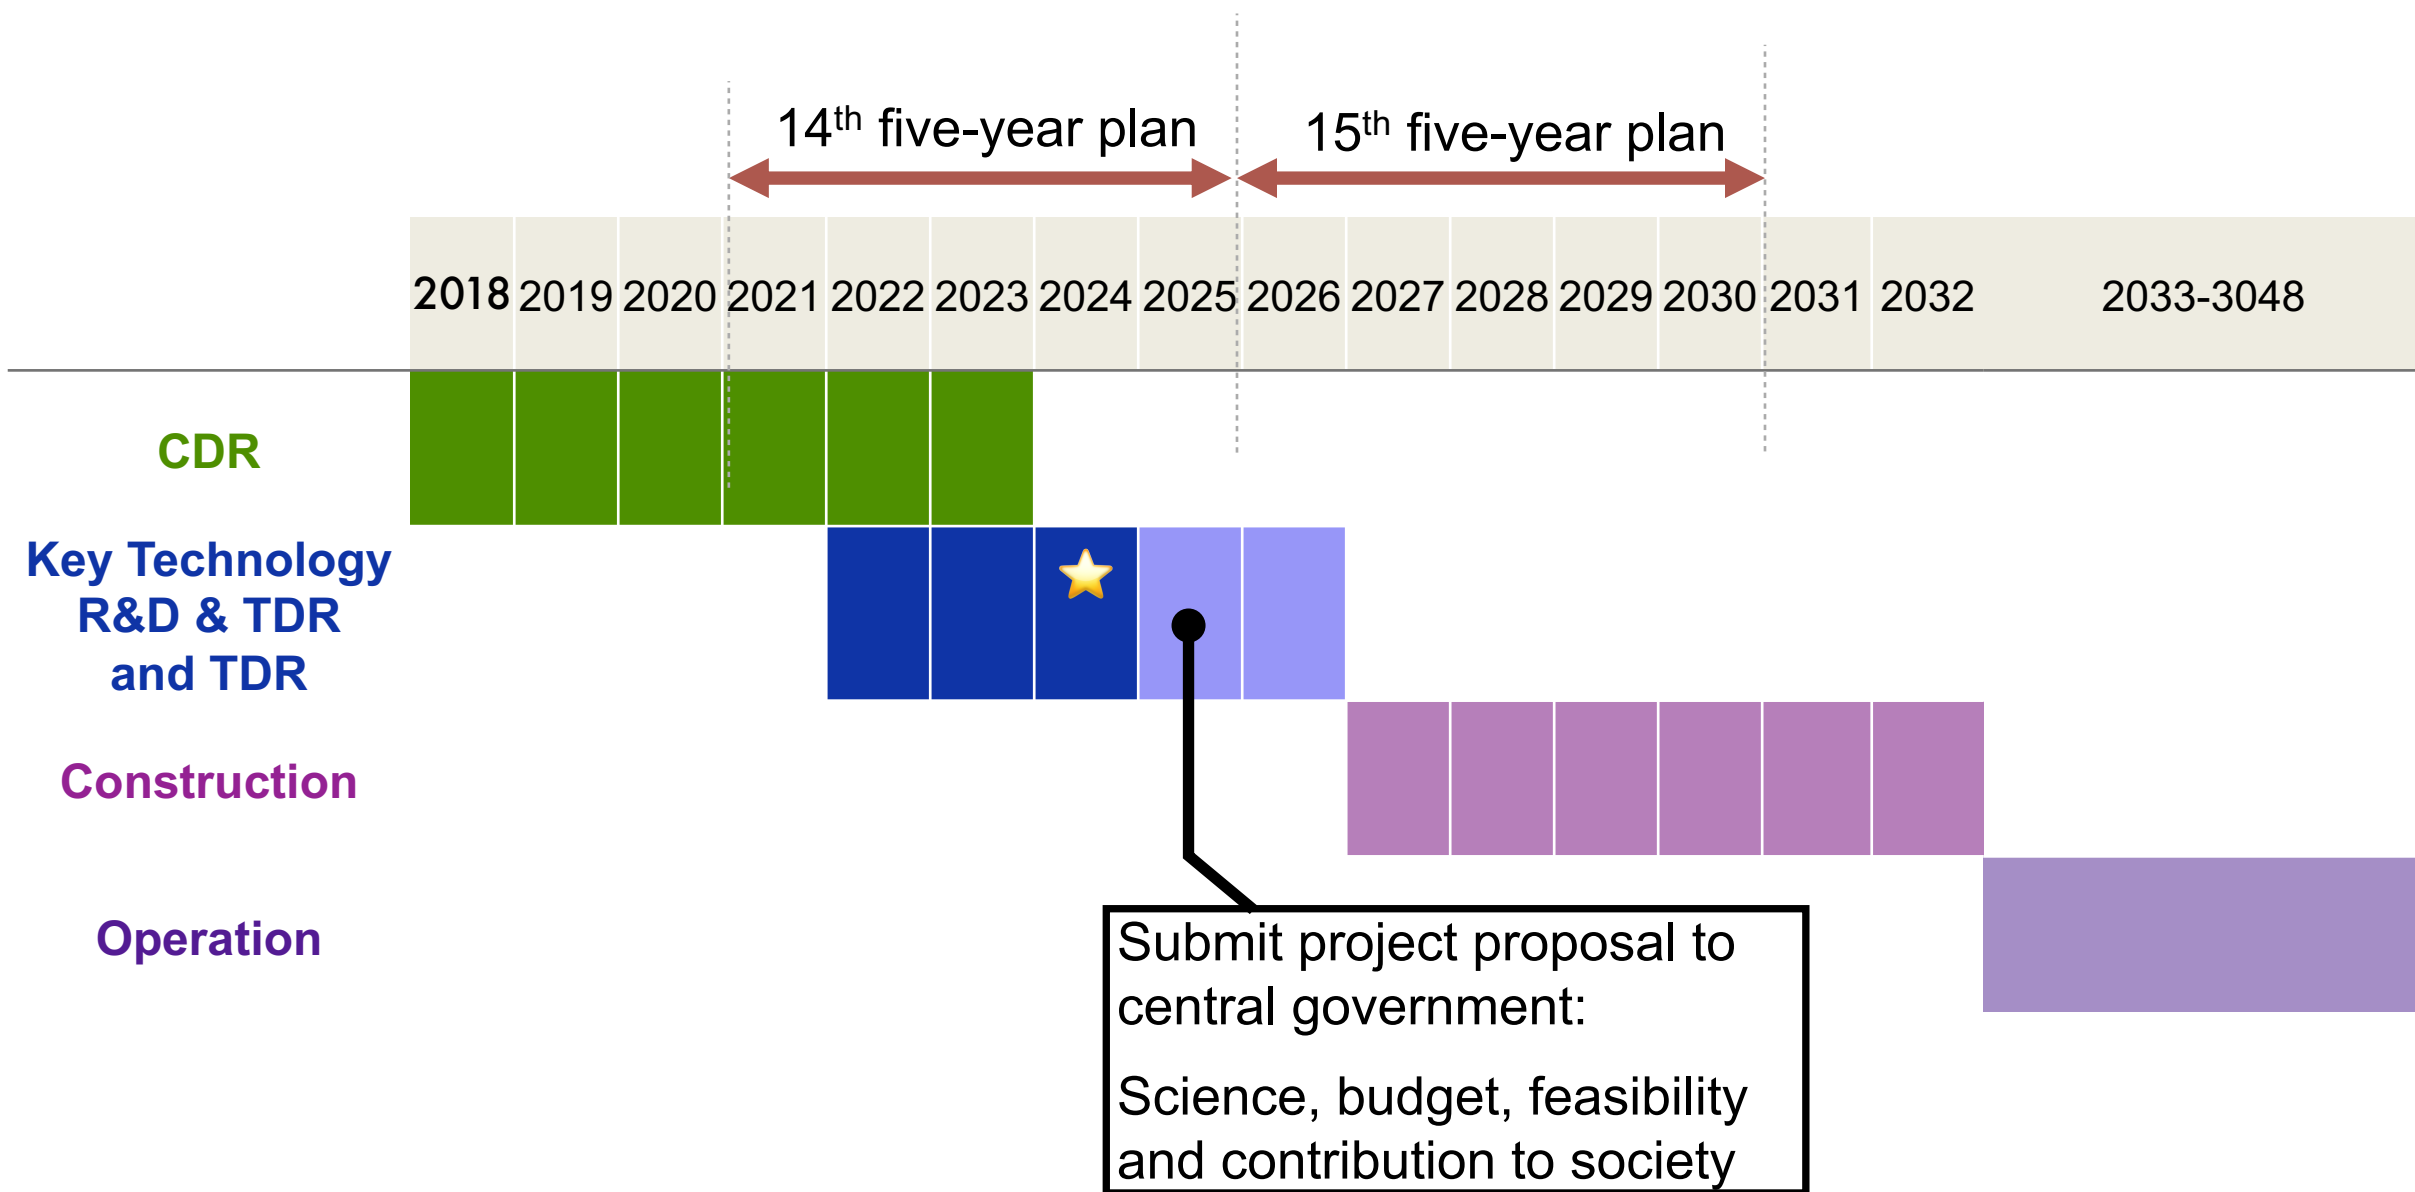 14th five-year plan
15th five-year plan
2018 2019 2020 2021 2022 2023 2024 2025 2026 2027 2028 2029 2030 2031 2032 2033-3048
CDR
Key Technology
R&D & TDR
and TDR
Construction
Operation
Submit project proposal to
central government:
Science, budget, feasibility
and contribution to society